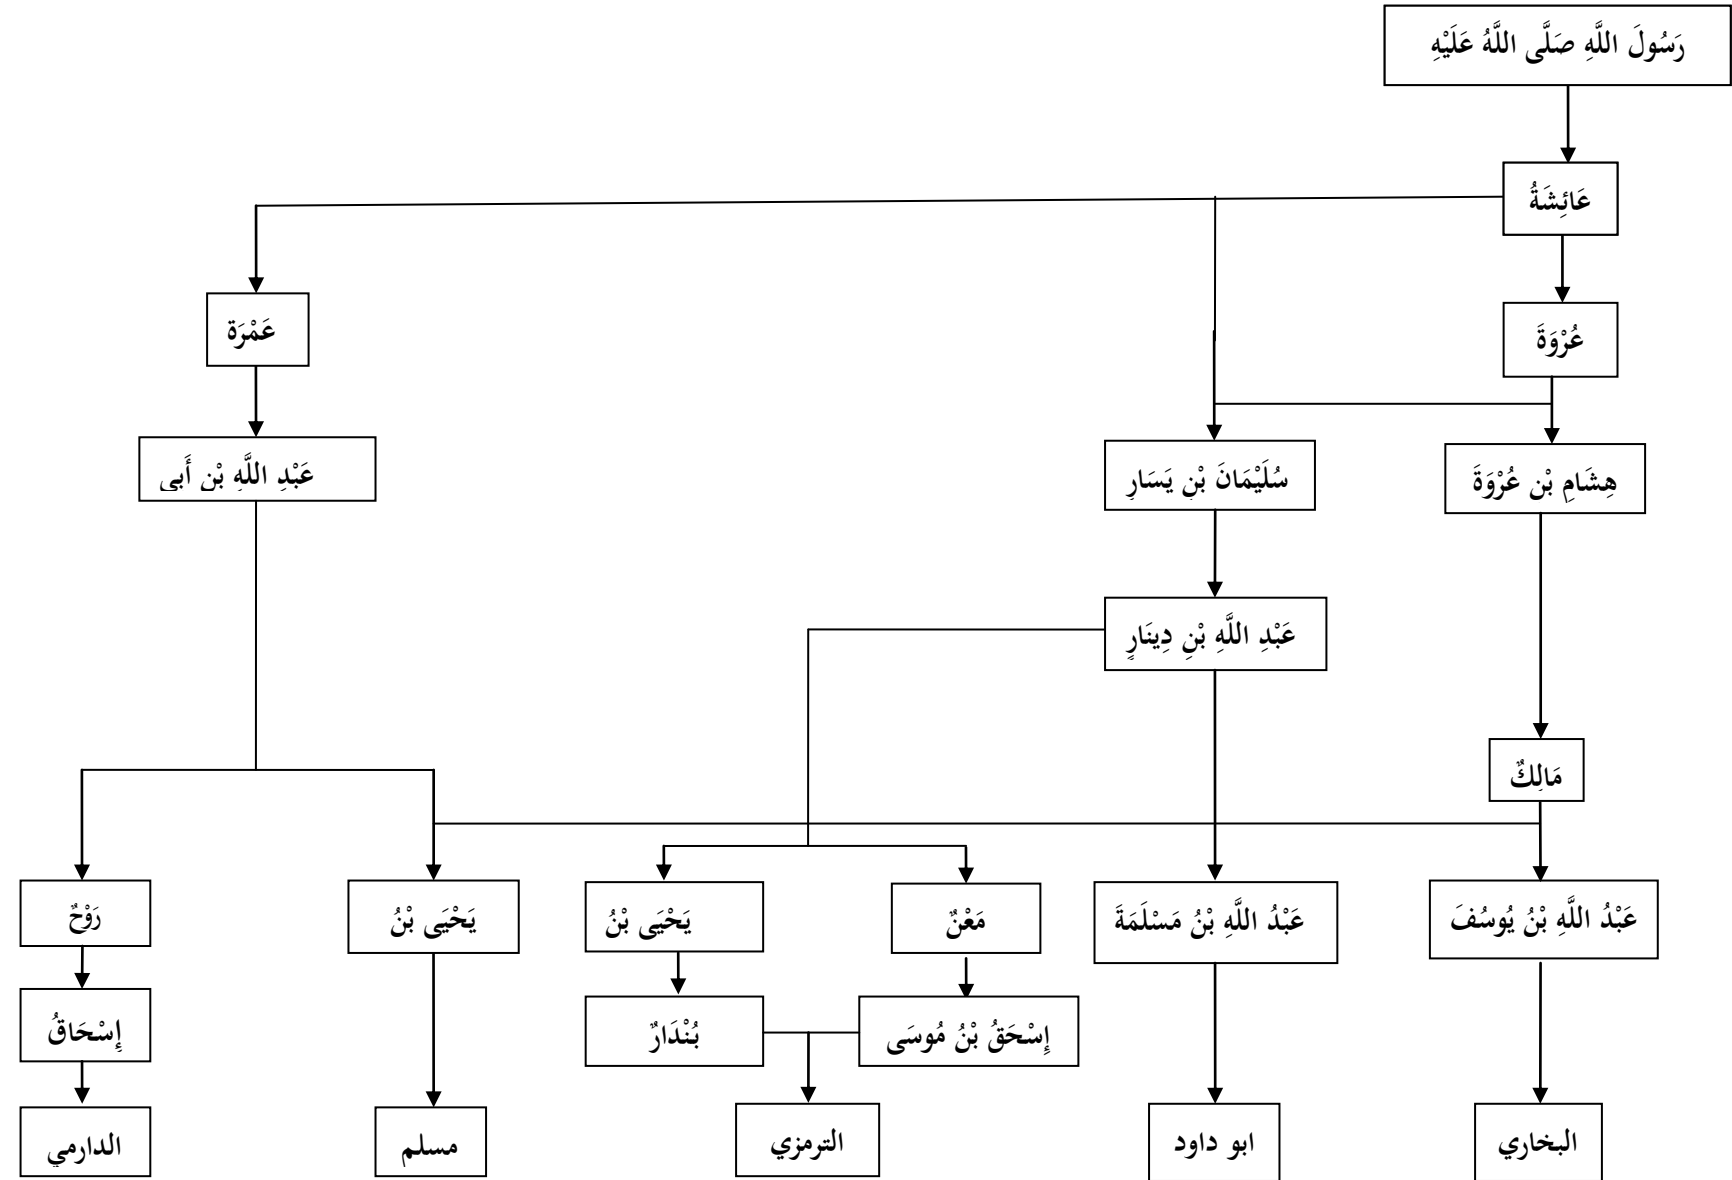 رَسُولَ اللَّهِ صَلَّى اللَّهُ عَلَيْهِ
عَائِشَةُ
عَمْرَة
عُرْوَةَ
عَبْدِ اللَّهِ بْنِ أَبِي
سُلَيْمَانَ بْنِ يَسَارٍ
هِشَامِ بْنِ عُرْوَةَ
عَبْدِ اللَّهِ بْنِ دِينَارٍ
مَالِكٌ
عَبْدُ اللَّهِ بْنُ يُوسُفَ
عَبْدُ اللَّهِ بْنُ مَسْلَمَةَ
مَعْنٌ
يَحْيَى بْنُ
يَحْيَى بْنُ
رَوْحٌ
إِسْحَقُ بْنُ مُوسَى
بُنْدَارٌ
إِسْحَاقُ
البخاري
ابو داود
الترمزي
مسلم
الدارمي